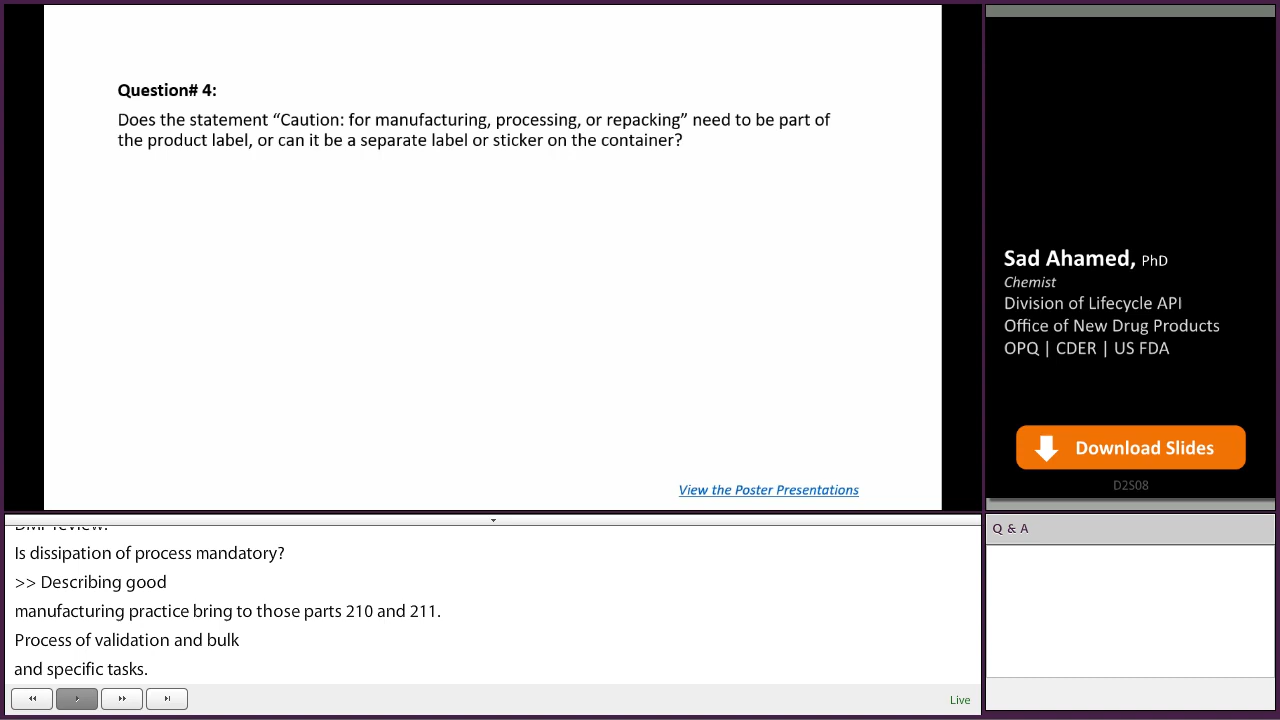 Question# 4:
Does the statement “Caution: for manufacturing, processing, or repacking” need to be part of
the product label, or can it be a separate label or sticker on the container?
View the Poster Presentations
Sad Ahamed, PhD
Chemist
Division of Lifecycle API
Office of New Drug Products
OPQ | CDER | US FDA
Download Slides
D2S08
Is dissipation of process mandatory?
>> Describing good
manufacturing practice bring to those parts 210 and 211.
Process of validation and bulk
and specific tasks.
Live
Q & A